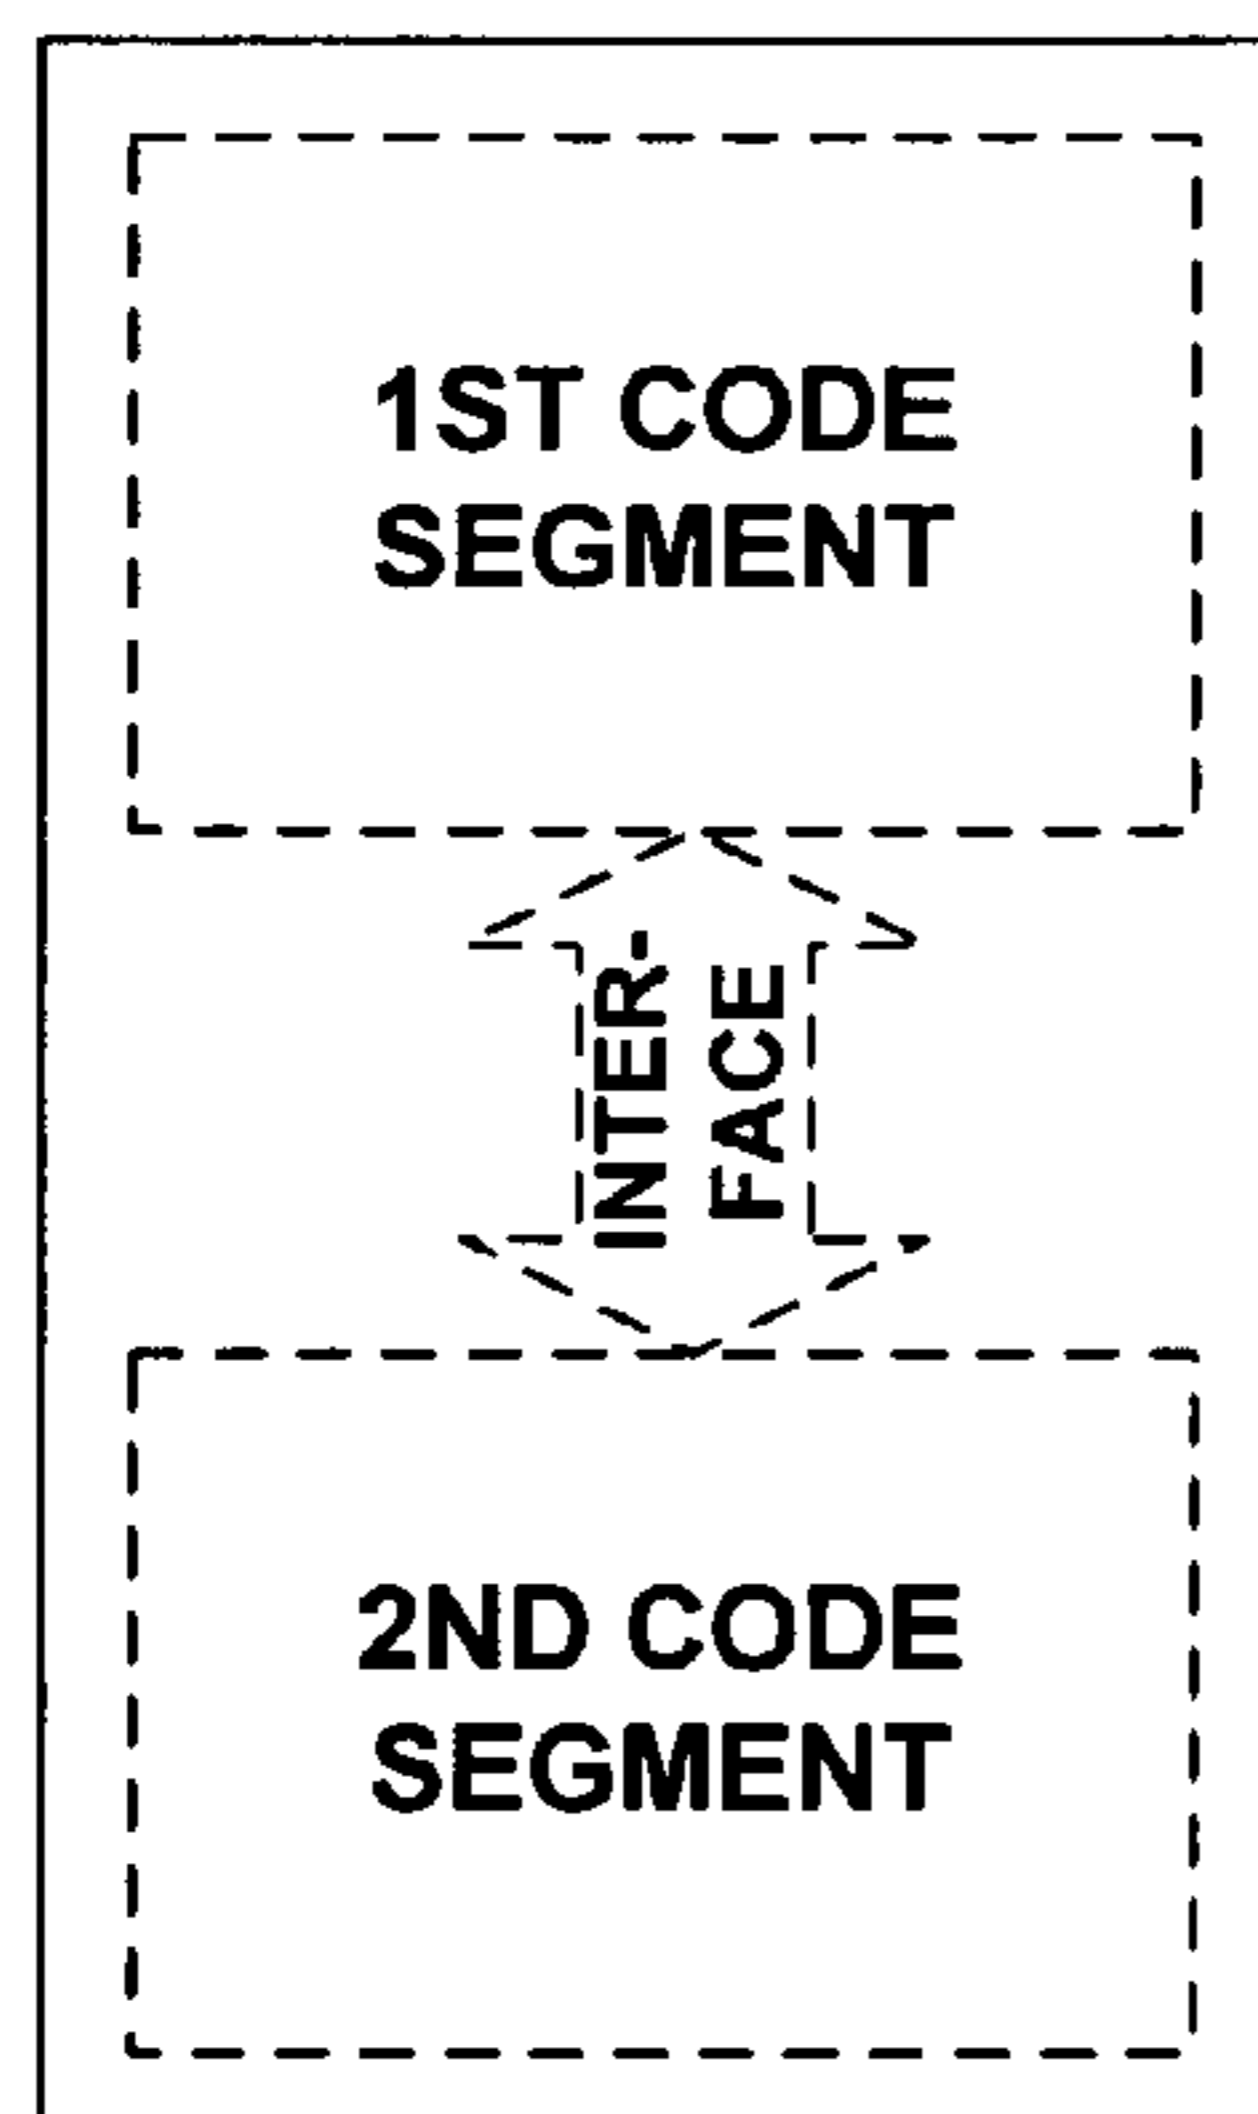 1ST CODE
SEGMENT
INTER-
FACE
2ND CODE
SEGMENT